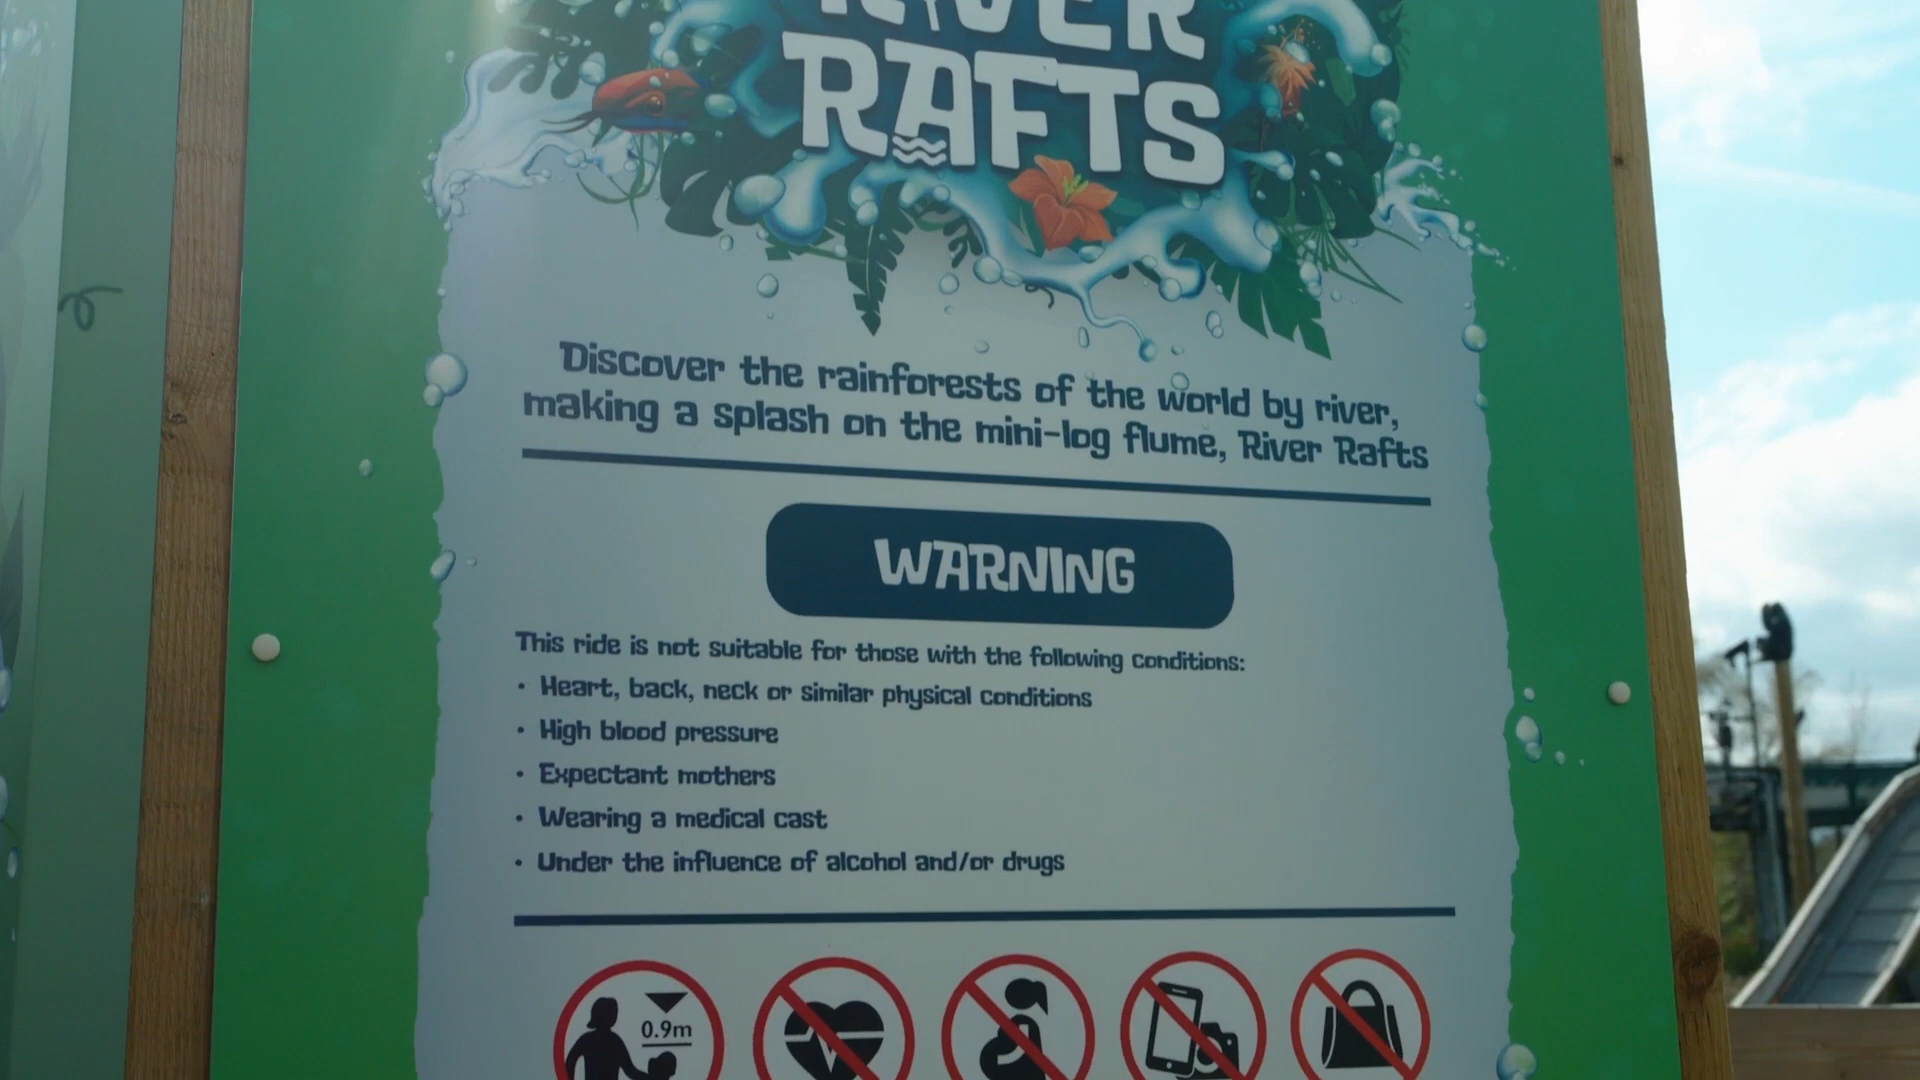 RIVER
RAFTS
Discover the rainforests of the world by river,
making a splash on the mini-log flume, River Rafts
WARNING
This ride is not suitable for those with the following conditions:
• Heart, back, neck or similar physical conditions
• High blood pressure
• Expectant mothers
• Wearing a medical cast
• Under the influence of alcohol and/or drugs
0.9m